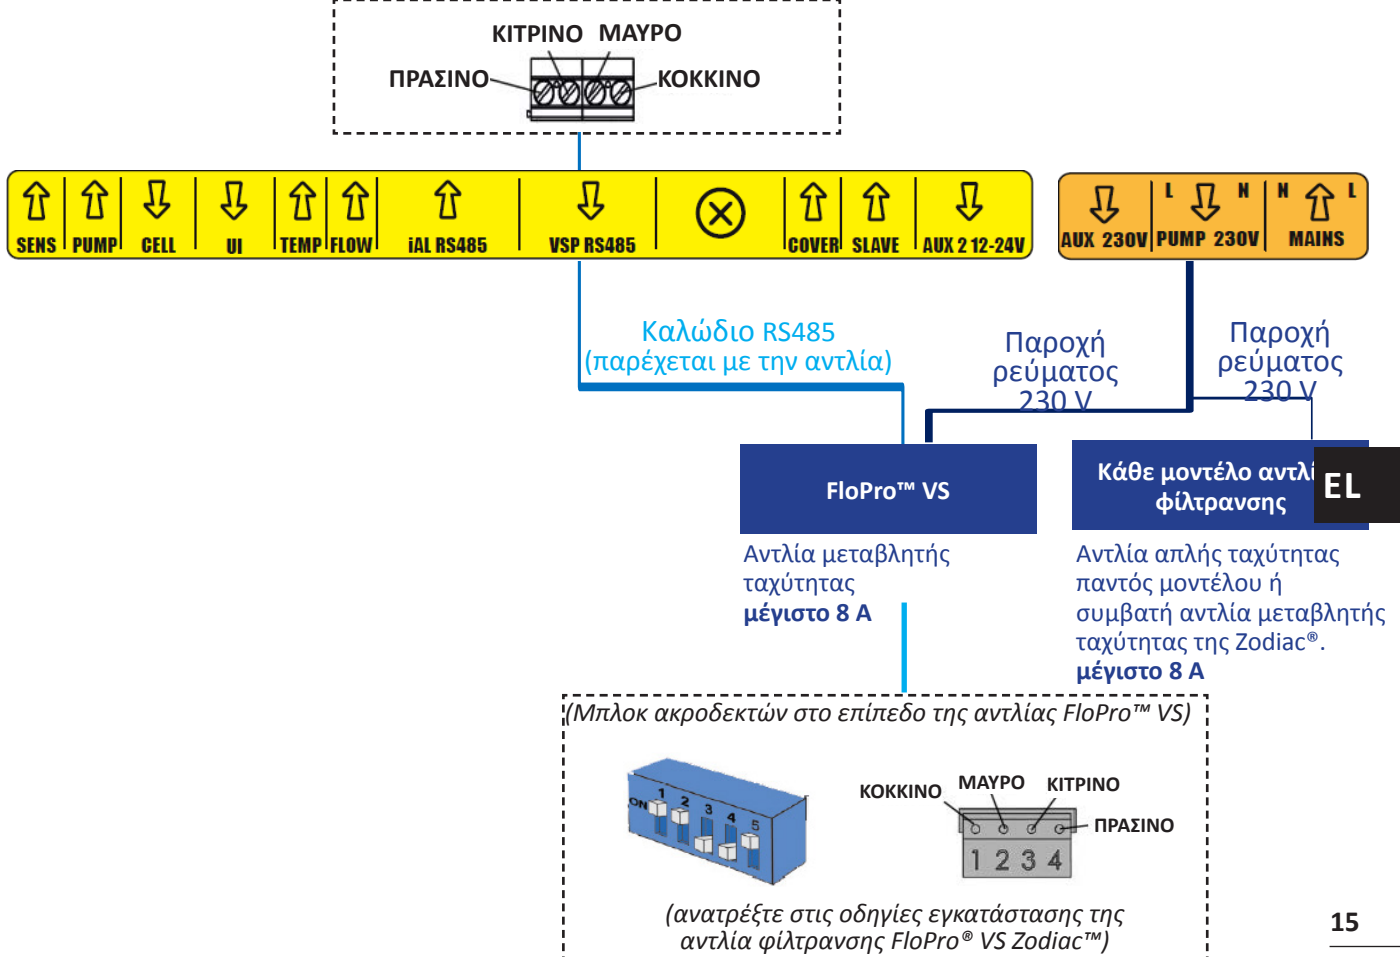 ΚΙΤΡΙΝΟ ΜΑΥΡΟ
ΠΡΑΣΙΝΟ ΚΟΚΚΙΝΟ
SENS PUMP CELL UI TEMP FLOW iAL RS485 VSP RS485 COVER SLAVE AUX 2 12-24V
L N N L
AUX 230V PUMP 230V MAINS
Καλώδιο RS485
(παρέχεται με την αντλία)
Παροχή
ρεύματος
230 V
Παροχή
ρεύματος
230 V
FloPro™ VS
Κάθε μοντέλο αντλί
φίλτρανσης
EL
Αντλία μεταβλητής
ταχύτητας
μέγιστο 8 A
Αντλία απλής ταχύτητας
παντός μοντέλου ή
συμβατή αντλία μεταβλητής
ταχύτητας της Zodiac®.
μέγιστο 8 A
(Μπλοκ ακροδεκτών στο επίπεδο της αντλίας FloPro™ VS)
ON 1 2 3 4 5
ΚΟΚΚΙΝΟ ΜΑΥΡΟ ΚΙΤΡΙΝΟ
ΠΡΑΣΙΝΟ
1 2 3 4
(ανατρέξτε στις οδηγίες εγκατάστασης της
αντλία φίλτρανσης FloPro® VS Zodiac™)
15